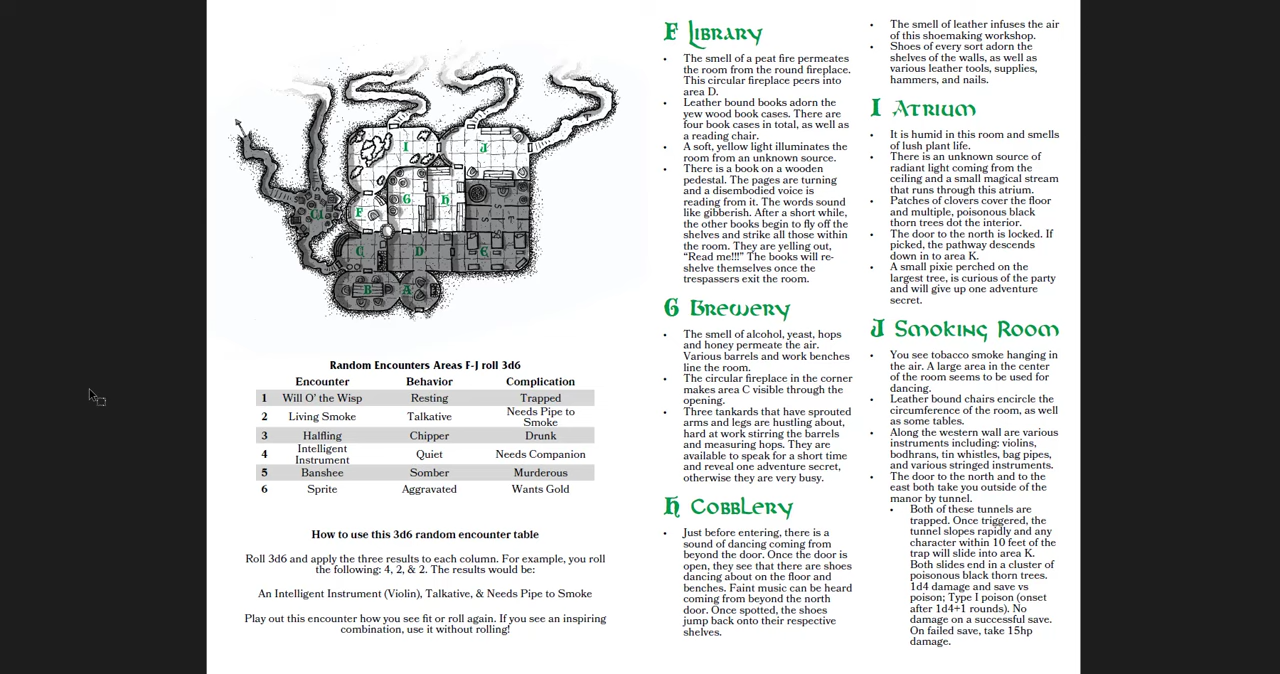 I
J
G
H
F
C1
C
D
E
B
A
Random Encounters Areas F-J roll 3d6
Encounter Behavior Complication
1 Will O' the Wisp Resting Trapped
2 Living Smoke Talkative Needs Pipe to Smoke
3 Halfling Chipper Drunk
4 Intelligent Instrument Quiet Needs Companion
5 Banshee Somber Murderous
6 Sprite Aggravated Wants Gold
How to use this 3d6 random encounter table
Roll 3d6 and apply the three results to each column. For example, you roll
the following: 4, 2, & 2. The results would be:
An Intelligent Instrument (Violin), Talkative, & Needs Pipe to Smoke
Play out this encounter how you see fit or roll again. If you see an inspiring
combination, use it without rolling!
F Library
• The smell of a peat fire permeates
the room from the round fireplace.
This circular fireplace peers into
area D.
• Leather bound books adorn the
yew wood book cases. There are
four book cases in total, as well as
a reading chair.
• A soft, yellow light illuminates the
room from an unknown source.
• There is a book on a wooden
pedestal. The pages are turning
and a disembodied voice is
reading from it. The words sound
like gibberish. After a short while,
the other books begin to fly off the
shelves and strike all those within
the room. They are yelling out,
“Read me!!!” The books will re-
shelve themselves once the
trespassers exit the room.
G Brewery
• The smell of alcohol, yeast, hops
and honey permeate the air.
Various barrels and work benches
line the room.
• The circular fireplace in the corner
makes area C visible through the
opening.
• Three tankards that have sprouted
arms and legs are hustling about,
hard at work stirring the barrels
and measuring hops. They are
available to speak for a short time
and reveal one adventure secret,
otherwise they are very busy.
H Cobblery
• Just before entering, there is a
sound of dancing coming from
beyond the door. Once the door is
open, they see that there are shoes
dancing about on the floor and
benches. Faint music can be heard
coming from beyond the north
door. Once spotted, the shoes
jump back onto their respective
shelves.
• The smell of leather infuses the air
of this shoemaking workshop.
• Shoes of every sort adorn the
shelves of the walls, as well as
various leather tools, supplies,
hammers, and nails.
I Atrium
• It is humid in this room and smells
of lush plant life.
• There is an unknown source of
radiant light coming from the
ceiling and a small magical stream
that runs through this atrium.
• Patches of clovers cover the floor
and multiple, poisonous black
thorn trees dot the interior.
• The door to the north is locked. If
picked, the pathway descends
down in to area K.
• A small pixie perched on the
largest tree, is curious of the party
and will give up one adventure
secret.
J Smoking Room
• You see tobacco smoke hanging in
the air. A large area in the center
of the room seems to be used for
dancing.
• Leather bound chairs encircle the
circumference of the room, as well
as some tables.
• Along the western wall are various
instruments including: violins,
bodhrans, tin whistles, bag pipes,
and various stringed instruments.
• The door to the north and to the
east both take you outside of the
manor by tunnel.
• Both of these tunnels are
trapped. Once triggered, the
tunnel slopes rapidly and any
character within 10 feet of the
trap will slide into area K.
Both slides end in a cluster of
poisonous black thorn trees.
1d4 damage and save vs
poison; Type I poison (onset
after 1d4+1 rounds). No
damage on a successful save.
On failed save, take 15hp
damage.